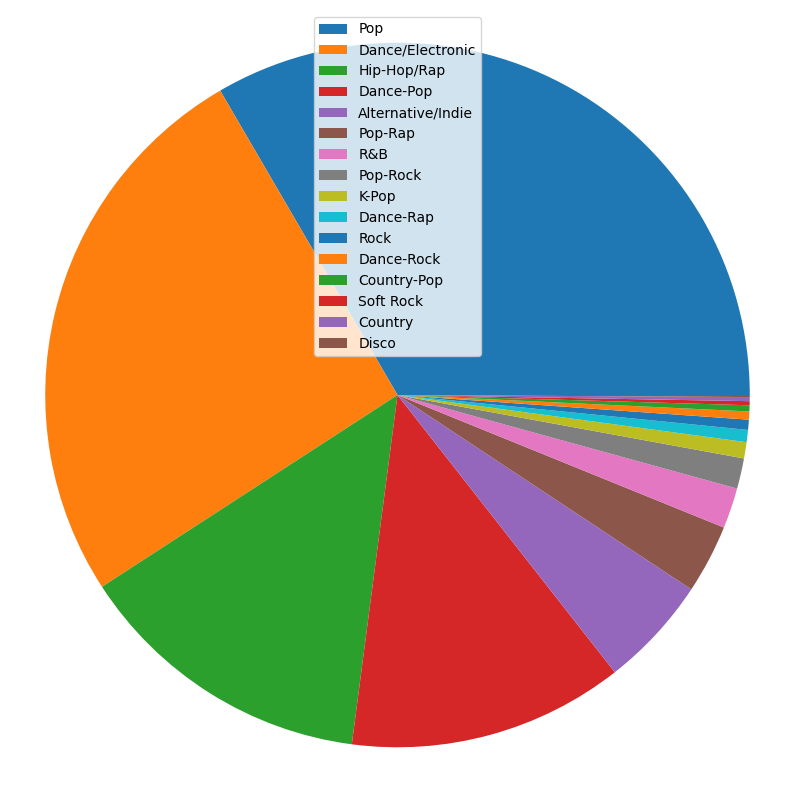 Pop
Dance/Electronic
Hip-Hop/Rap
Dance-Pop
Alternative/Indie
Pop-Rap
R&B
Pop-Rock
K-Pop
Dance-Rap
Rock
Dance-Rock
Country-Pop
Soft Rock
Country
Disco